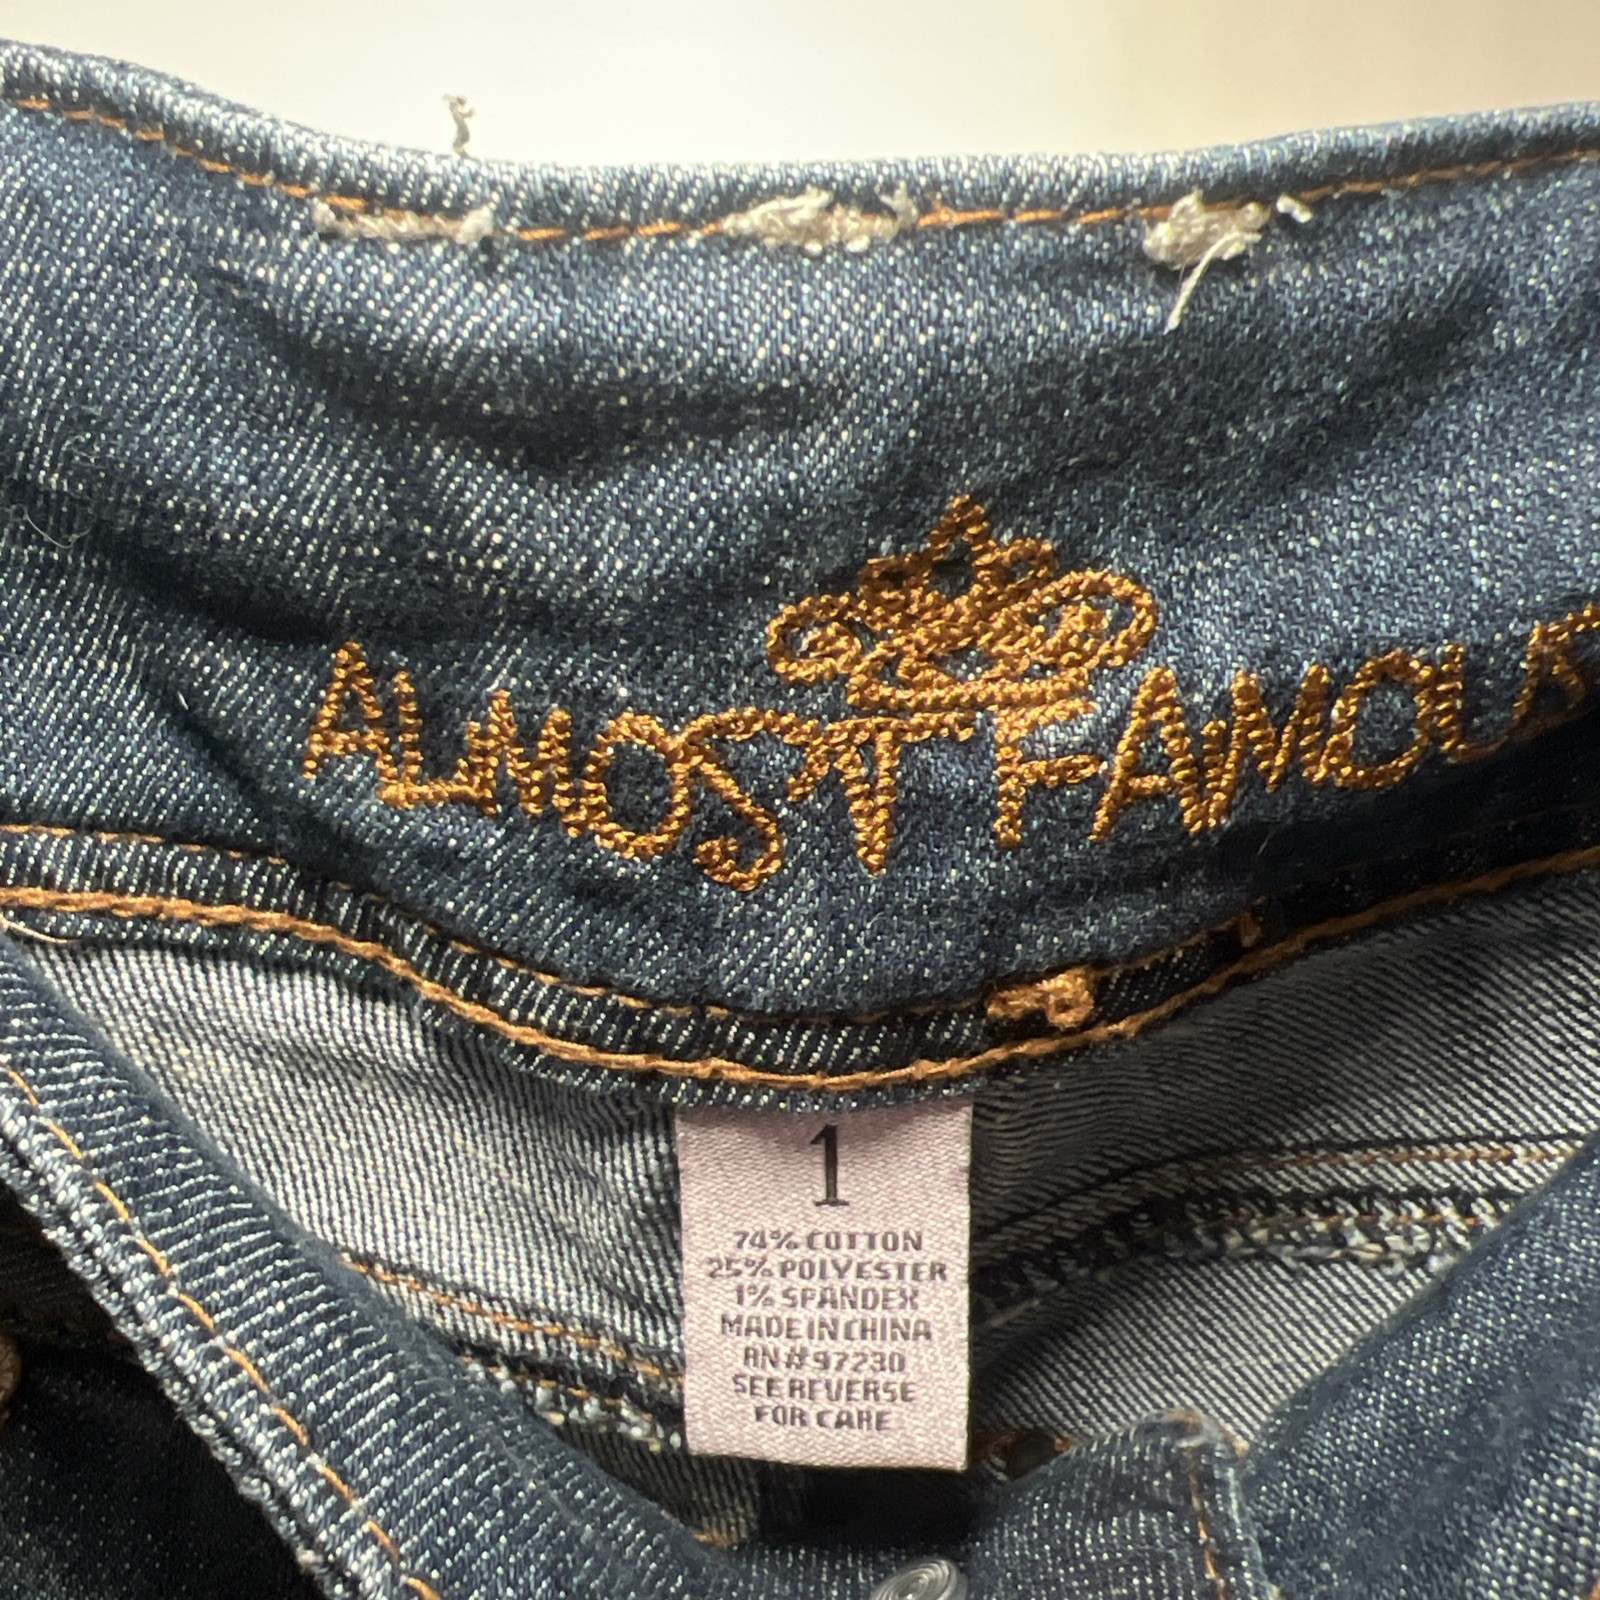 ALMOST FAMOUS
1
74% COTTON
25% POLYESTER
1% SPANDEX
MADE IN CHINA
RN# 97230
SEE REVERSE
FOR CARE